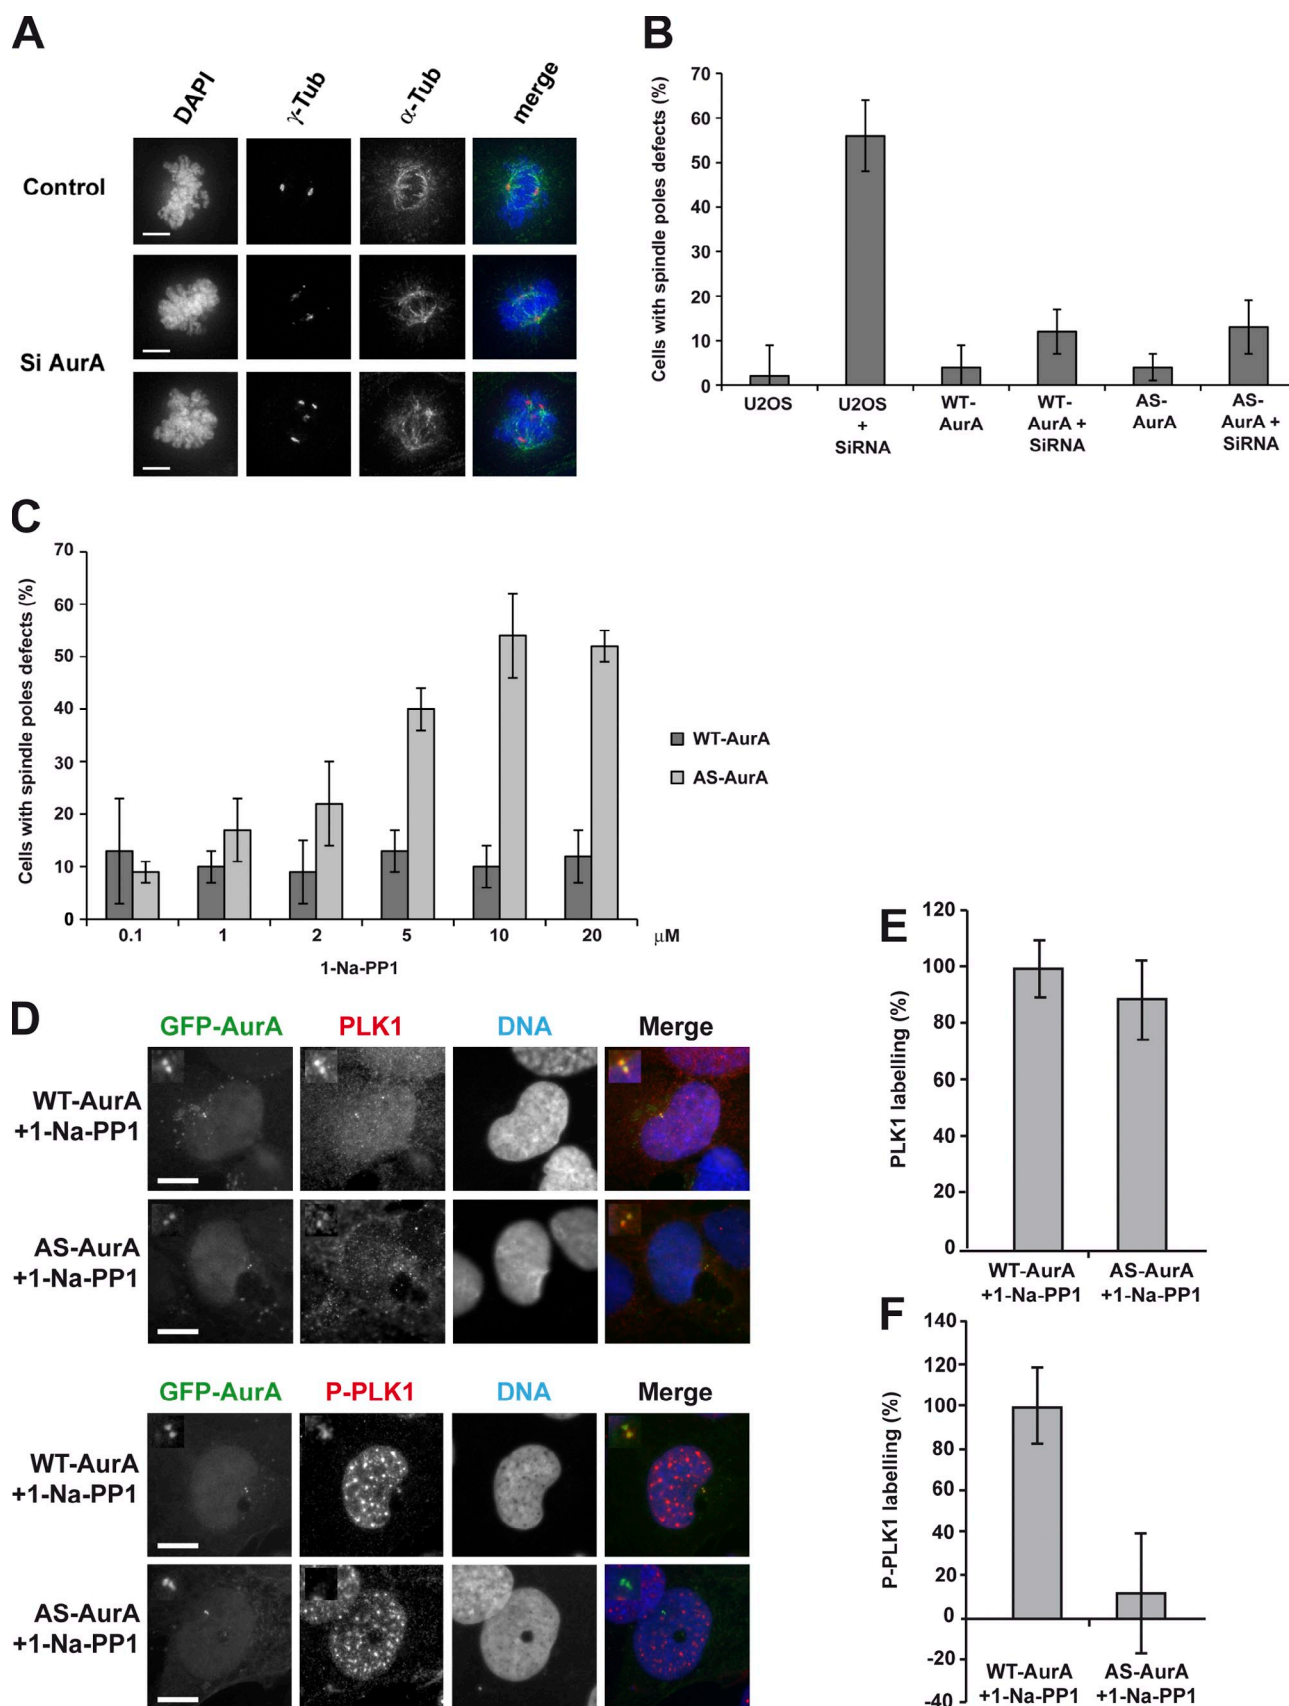 A
DAPI
γ-Tub
α-Tub
merge
Control
Si AurA
B
Cells with spindle poles defects (%)
70
60
50
40
30
20
10
0
U2OS
U2OS
+
SiRNA
WT-
AurA
WT-
AurA +
SiRNA
AS-
AurA
AS-
AurA +
SiRNA
C
Cells with spindle poles defects (%)
70
60
50
40
30
20
10
0
0.1
1
2
5
10
20
μM
1-Na-PP1
WT-AurA
AS-AurA
D
GFP-AurA
PLK1
DNA
Merge
WT-AurA
+1-Na-PP1
AS-AurA
+1-Na-PP1
GFP-AurA
P-PLK1
DNA
Merge
WT-AurA
+1-Na-PP1
AS-AurA
+1-Na-PP1
E
PLK1 labelling (%)
120
100
80
60
40
20
0
WT-AurA
+1-Na-PP1
AS-AurA
+1-Na-PP1
F
P-PLK1 labelling (%)
140
120
100
80
60
40
20
0
-20
-40
WT-AurA
+1-Na-PP1
AS-AurA
+1-Na-PP1